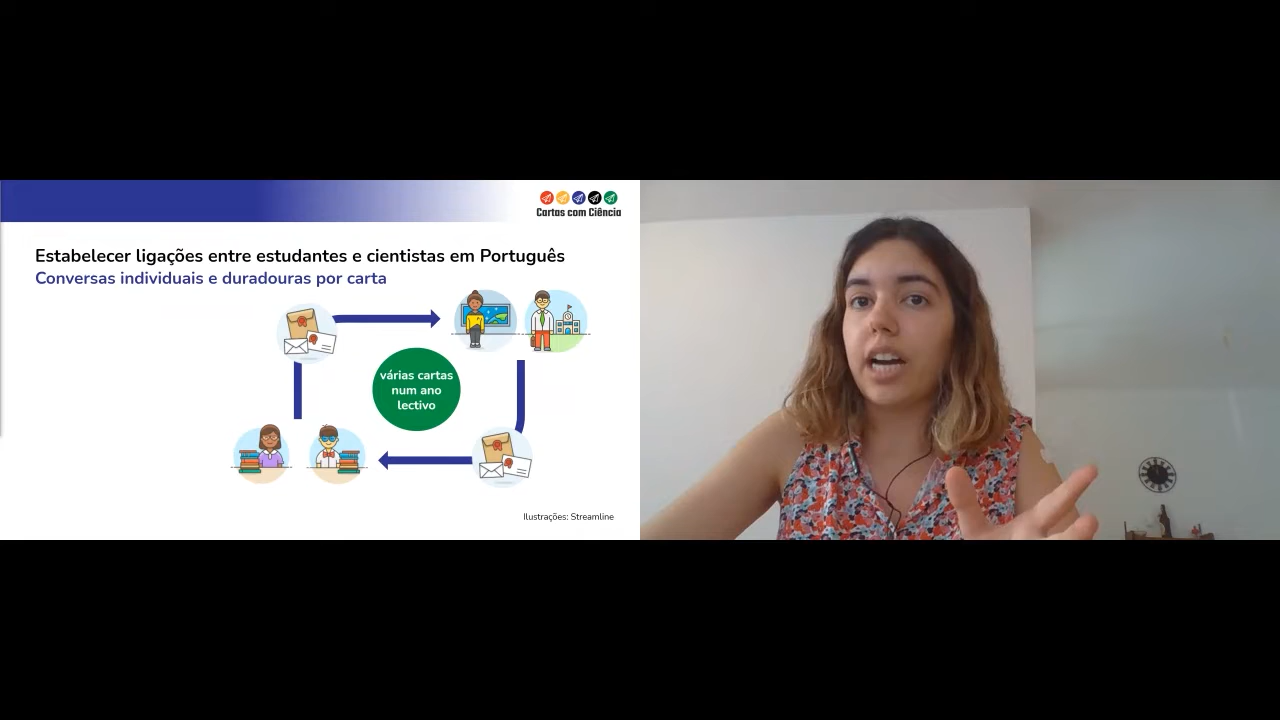 Cartas com Ciência
Estabelecer ligações entre estudantes e cientistas em Português
Conversas individuais e duradouras por carta
várias cartas
num ano
lectivo
Ilustrações: Streamline